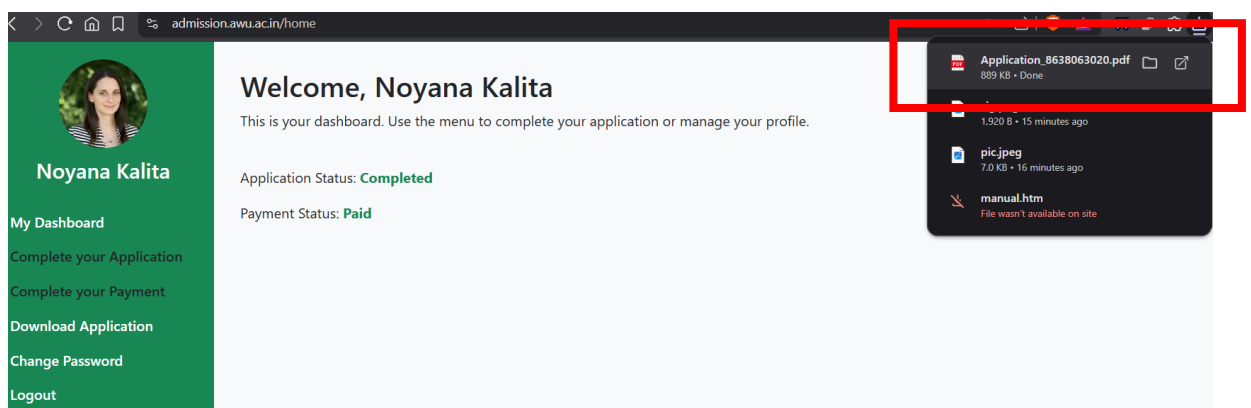 admission.awu.ac.in/home
Noyana Kalita
My Dashboard
Complete your Application
Complete your Payment
Download Application
Change Password
Logout
Welcome, Noyana Kalita
This is your dashboard. Use the menu to complete your application or manage your profile.
Application Status: Completed
Payment Status: Paid
PDF
Application_8638063020.pdf
889 KB • Done
1,920 B • 15 minutes ago
pic.jpeg
7.0 KB • 16 minutes ago
manual.htm
File wasn't available on site